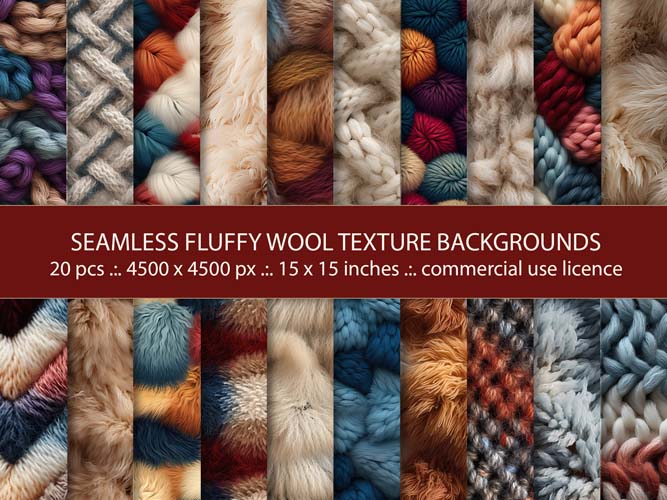 SEAMLESS FLUFFY WOOL TEXTURE BACKGROUNDS
20 pcs .:. 4500 x 4500 px .:. 15 x 15 inches .:. commercial use licence